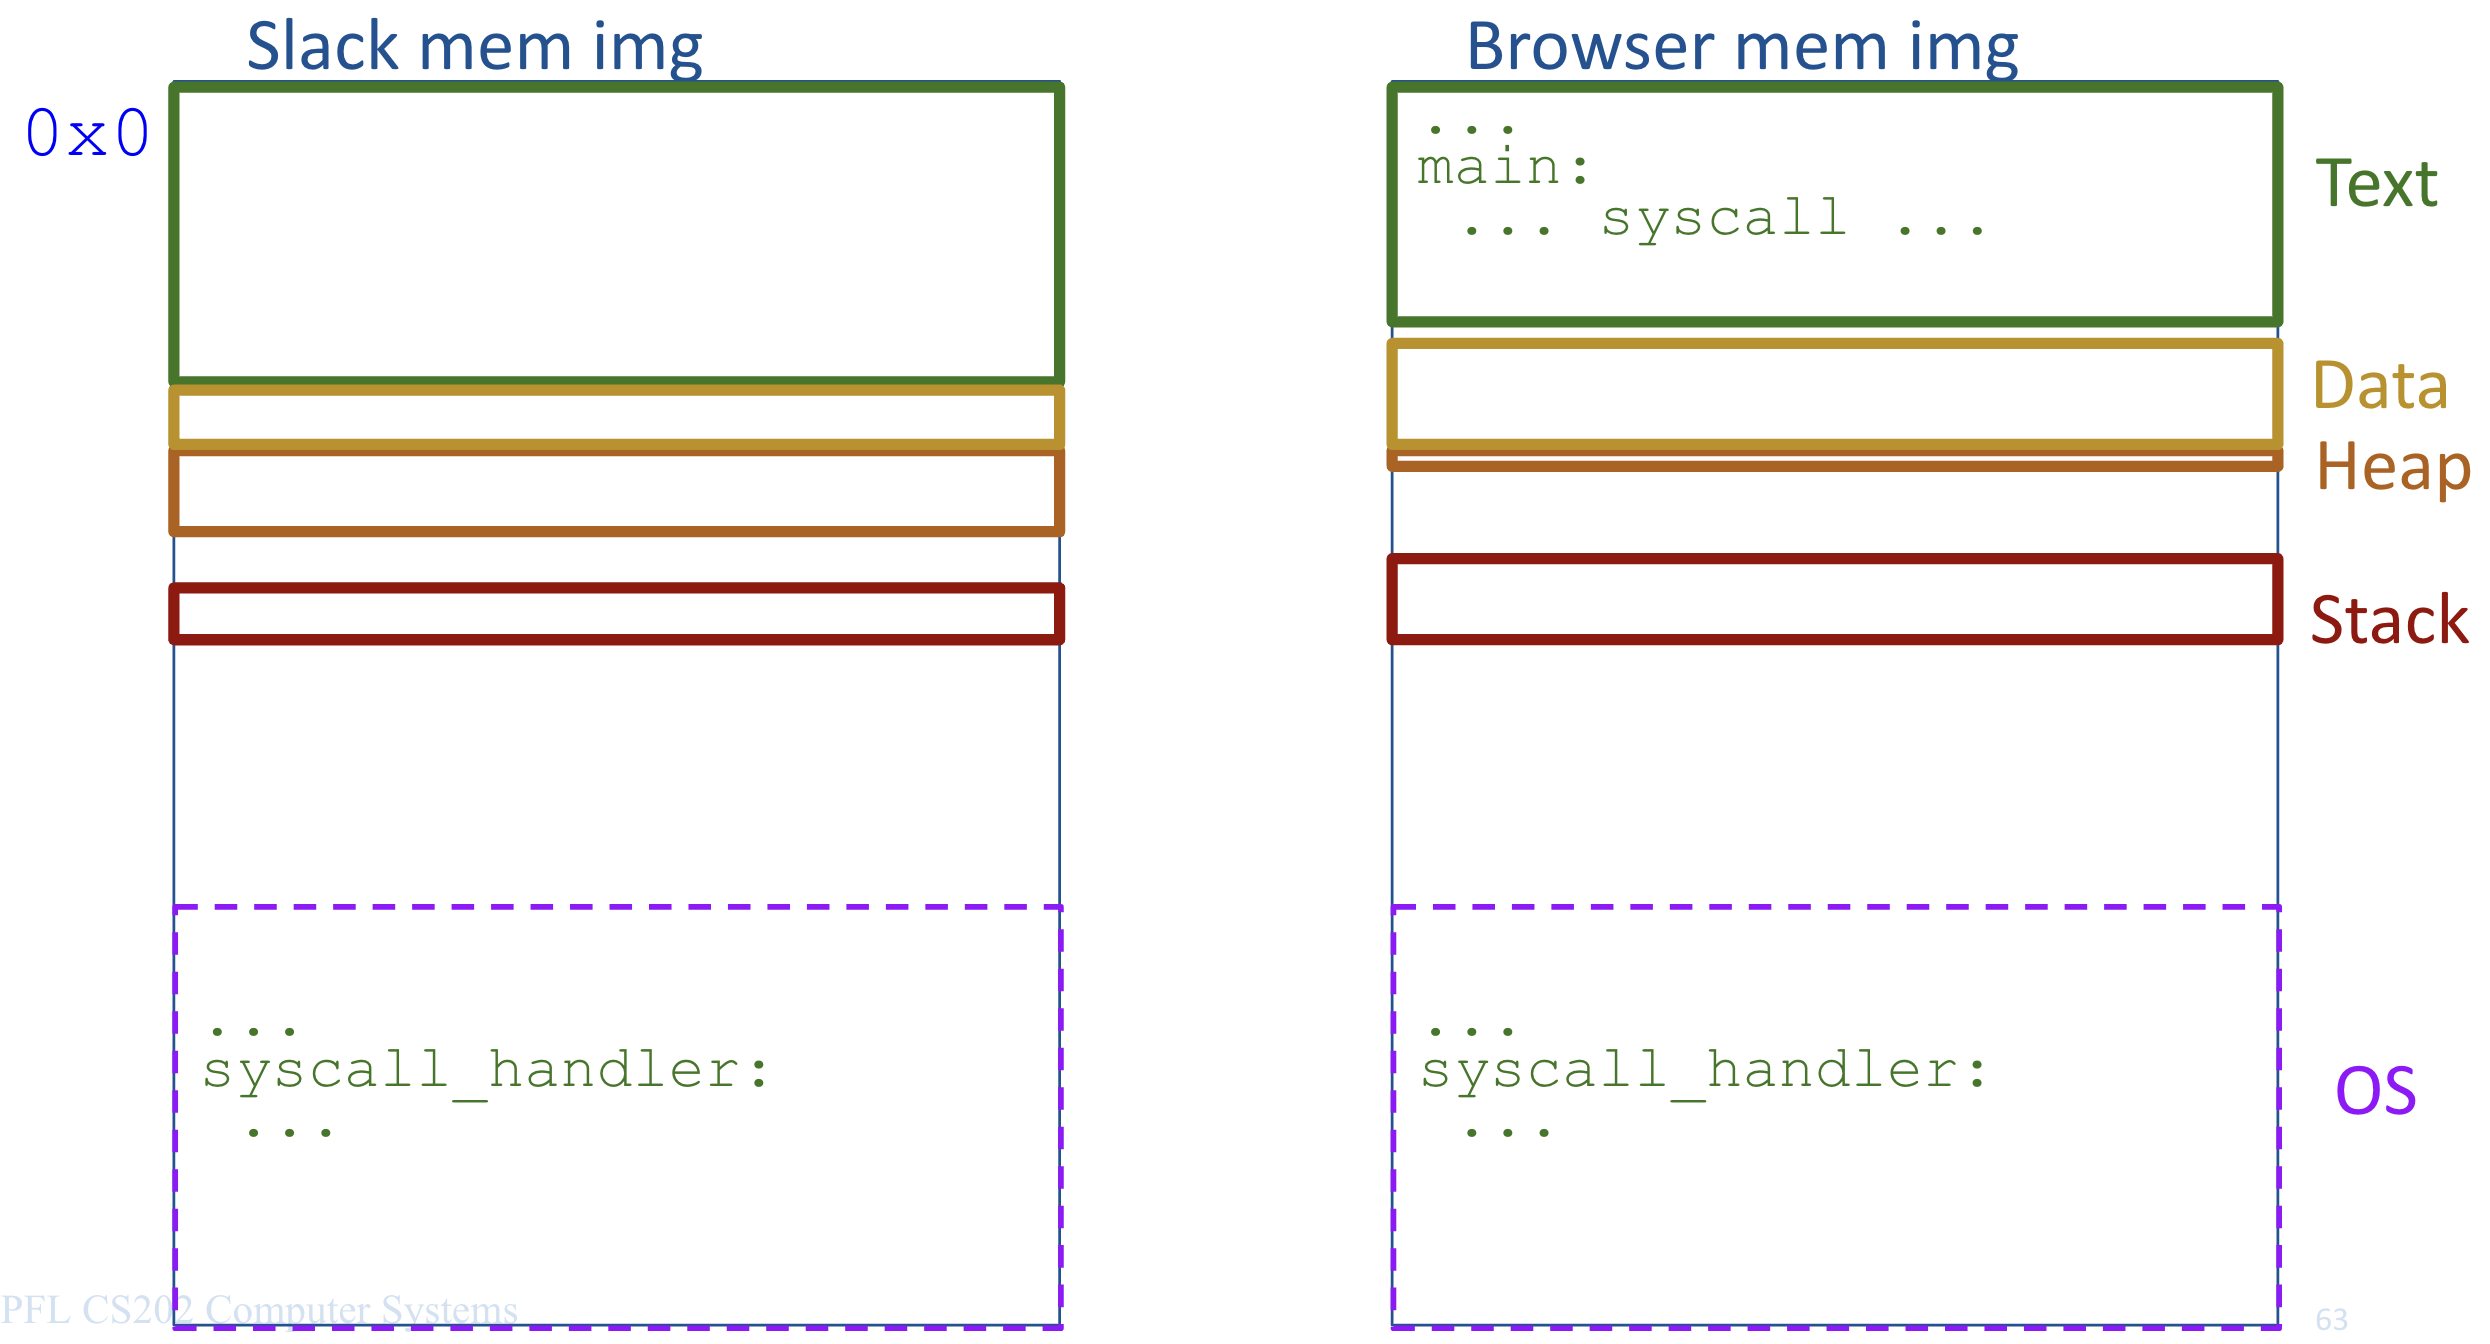 Slack mem img
Browser mem img
0x0
...
main:
... syscall ...
Text
Data
Heap
Stack
...
syscall_handler:
...
...
syscall_handler:
...
OS
PFL CS202 Computer Systems
63